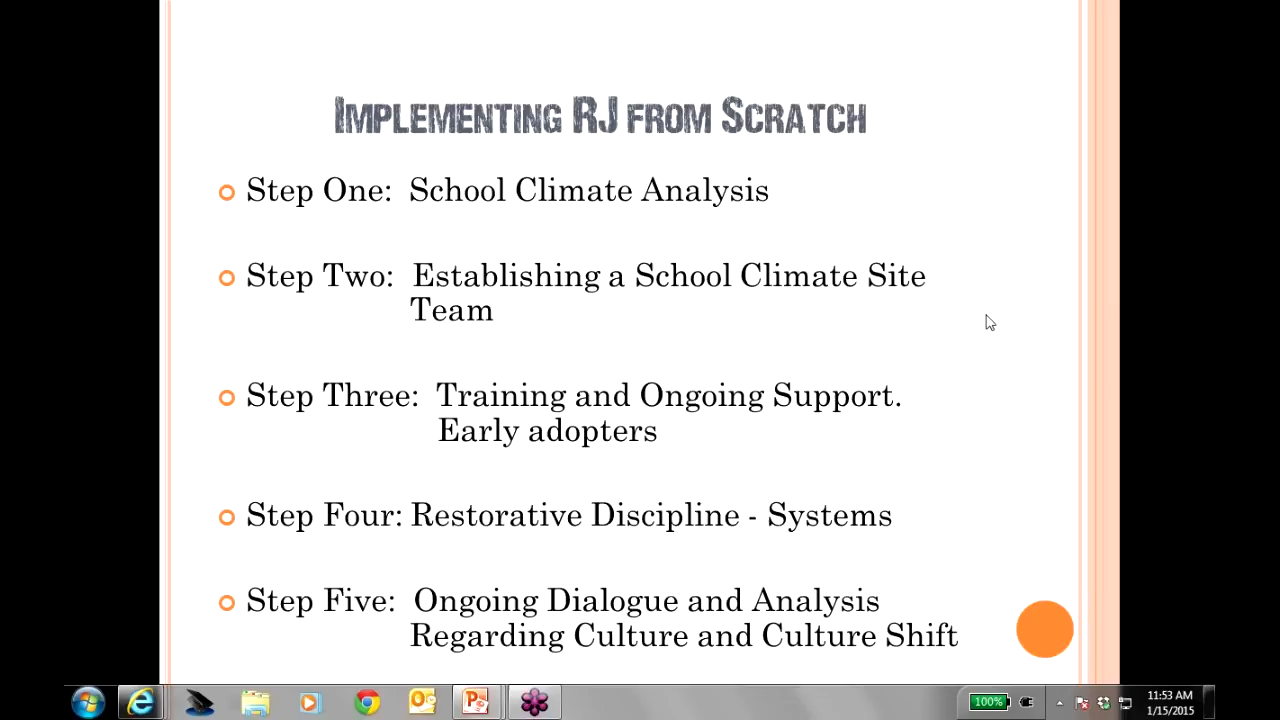 Implementing RJ from Scratch
Step One: School Climate Analysis
Step Two: Establishing a School Climate Site
Team
Step Three: Training and Ongoing Support.
Early adopters
Step Four: Restorative Discipline - Systems
Step Five: Ongoing Dialogue and Analysis
Regarding Culture and Culture Shift
100%
11:53 AM
1/15/2015